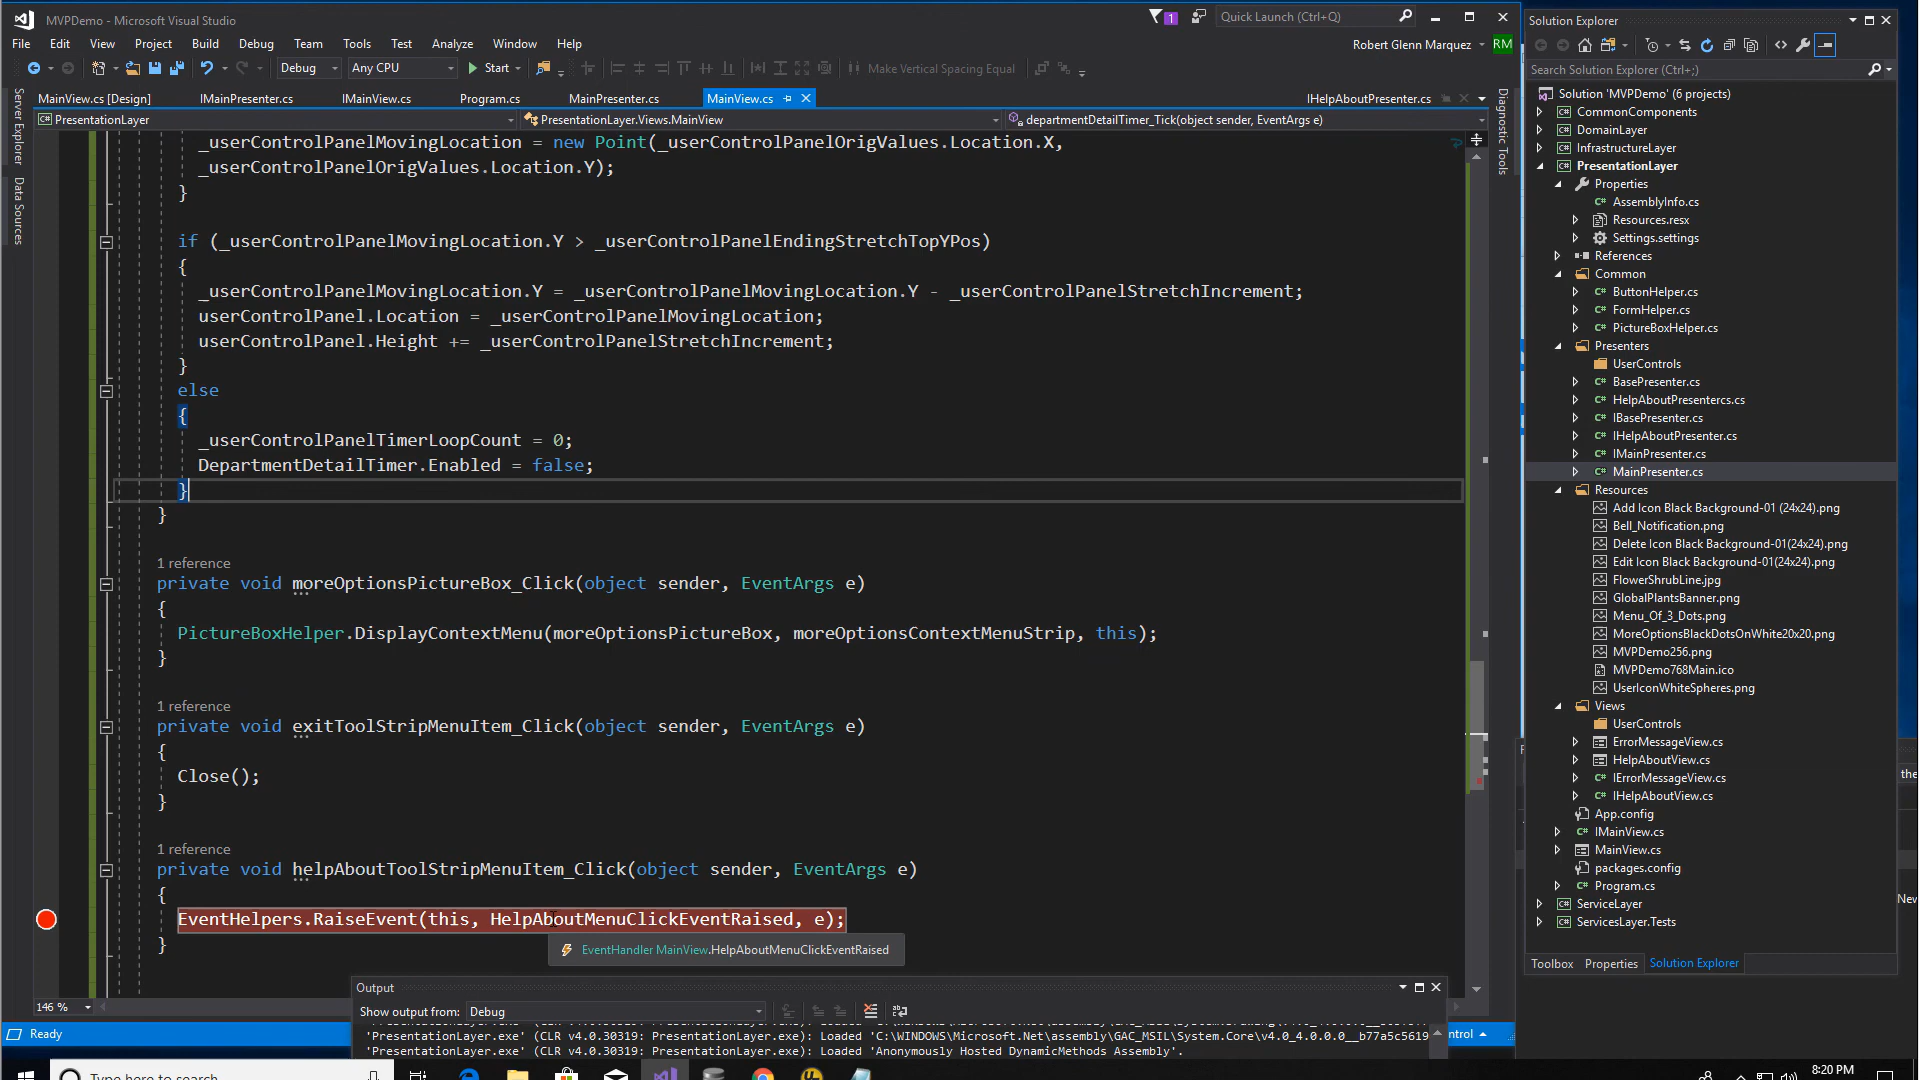 MVPDemo - Microsoft Visual Studio
1
Quick Launch (Ctrl+Q)
File Edit View Project Build Debug Team Tools Test Analyze Window Help
Robert Glenn Marquez RM
Debug Any CPU Start Make Vertical Spacing Equal
MainView.cs [Design] IMainPresenter.cs IMainView.cs Program.cs MainPresenter.cs MainView.cs IHelpAboutPresenter.cs
PresentationLayer PresentationLayer.Views.MainView departmentDetailTimer_Tick(object sender, EventArgs e)
Server Explorer
Data Sources
Diagnostic Tools
_userControlPanelMovingLocation = new Point(_userControlPanelOrigValues.Location.X,
_userControlPanelOrigValues.Location.Y);
}
if (_userControlPanelMovingLocation.Y > _userControlPanelEndingStretchTopYPos)
{
_userControlPanelMovingLocation.Y = _userControlPanelMovingLocation.Y - _userControlPanelStretchIncrement;
userControlPanel.Location = _userControlPanelMovingLocation;
userControlPanel.Height += _userControlPanelStretchIncrement;
}
else
{
_userControlPanelTimerLoopCount = 0;
DepartmentDetailTimer.Enabled = false;
}
}
1 reference
private void moreOptionsPictureBox_Click(object sender, EventArgs e)
{
PictureBoxHelper.DisplayContextMenu(moreOptionsPictureBox, moreOptionsContextMenuStrip, this);
}
1 reference
private void exitToolStripMenuItem_Click(object sender, EventArgs e)
{
Close();
}
1 reference
private void helpAboutToolStripMenuItem_Click(object sender, EventArgs e)
{
EventHelpers.RaiseEvent(this, HelpAboutMenuClickEventRaised, e);
}
EventHandler MainView.HelpAboutMenuClickEventRaised
146 %
Output
Show output from: Debug
'PresentationLayer.exe' (CLR v4.0.30319: PresentationLayer.exe): Loaded 'C:\WINDOWS\Microsoft.Net\assembly\GAC_MSIL\System.Core\v4.0_4.0.0.0__b77a5c5619
'PresentationLayer.exe' (CLR v4.0.30319: PresentationLayer.exe): Loaded 'Anonymously Hosted DynamicMethods Assembly'.
Ready
ntrol
Solution Explorer
Search Solution Explorer (Ctrl+;)
Solution 'MVPDemo' (6 projects)
CommonComponents
DomainLayer
InfrastructureLayer
PresentationLayer
Properties
AssemblyInfo.cs
Resources.resx
Settings.settings
References
Common
ButtonHelper.cs
FormHelper.cs
PictureBoxHelper.cs
Presenters
UserControls
BasePresenter.cs
HelpAboutPresentercs.cs
IBasePresenter.cs
IHelpAboutPresenter.cs
IMainPresenter.cs
MainPresenter.cs
Resources
Add Icon Black Background-01 (24x24).png
Bell_Notification.png
Delete Icon Black Background-01(24x24).png
Edit Icon Black Background-01(24x24).png
FlowerShrubLine.jpg
GlobalPlantsBanner.png
Menu_Of_3_Dots.png
MoreOptionsBlackDotsOnWhite20x20.png
MVPDemo256.png
MVPDemo768Main.ico
UserIconWhiteSpheres.png
Views
UserControls
ErrorMessageView.cs
HelpAboutView.cs
IErrorMessageView.cs
IHelpAboutView.cs
App.config
IMainView.cs
MainView.cs
packages.config
Program.cs
ServiceLayer
ServicesLayer.Tests
Toolbox Properties Solution Explorer
the
New
Type here to search
8:20 PM